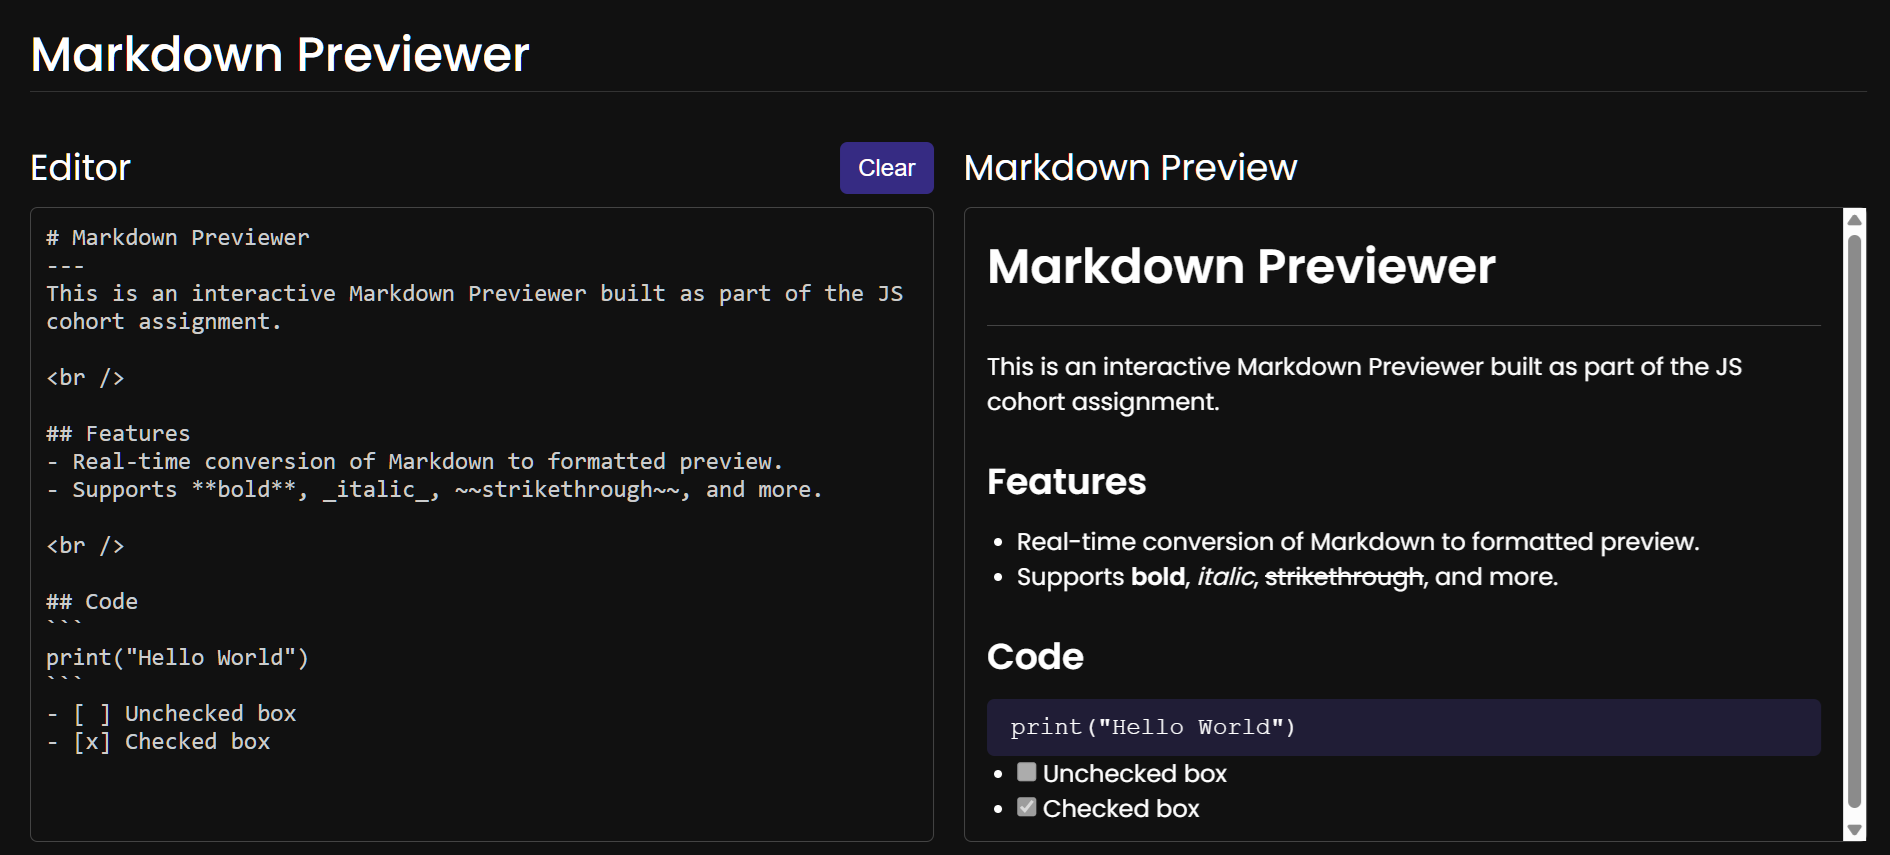 Markdown Previewer
Editor
Clear
# Markdown Previewer
---
This is an interactive Markdown Previewer built as part of the JS
cohort assignment.
<br />
## Features
- Real-time conversion of Markdown to formatted preview.
- Supports **bold**, _italic_, ~~strikethrough~~, and more.
<br />
## Code
```
print("Hello World")
```
- [ ] Unchecked box
- [x] Checked box
Markdown Preview
Markdown Previewer
This is an interactive Markdown Previewer built as part of the JS
cohort assignment.
Features
Real-time conversion of Markdown to formatted preview.
Supports bold, italic, strikethrough, and more.
Code
print("Hello World")
Unchecked box
Checked box